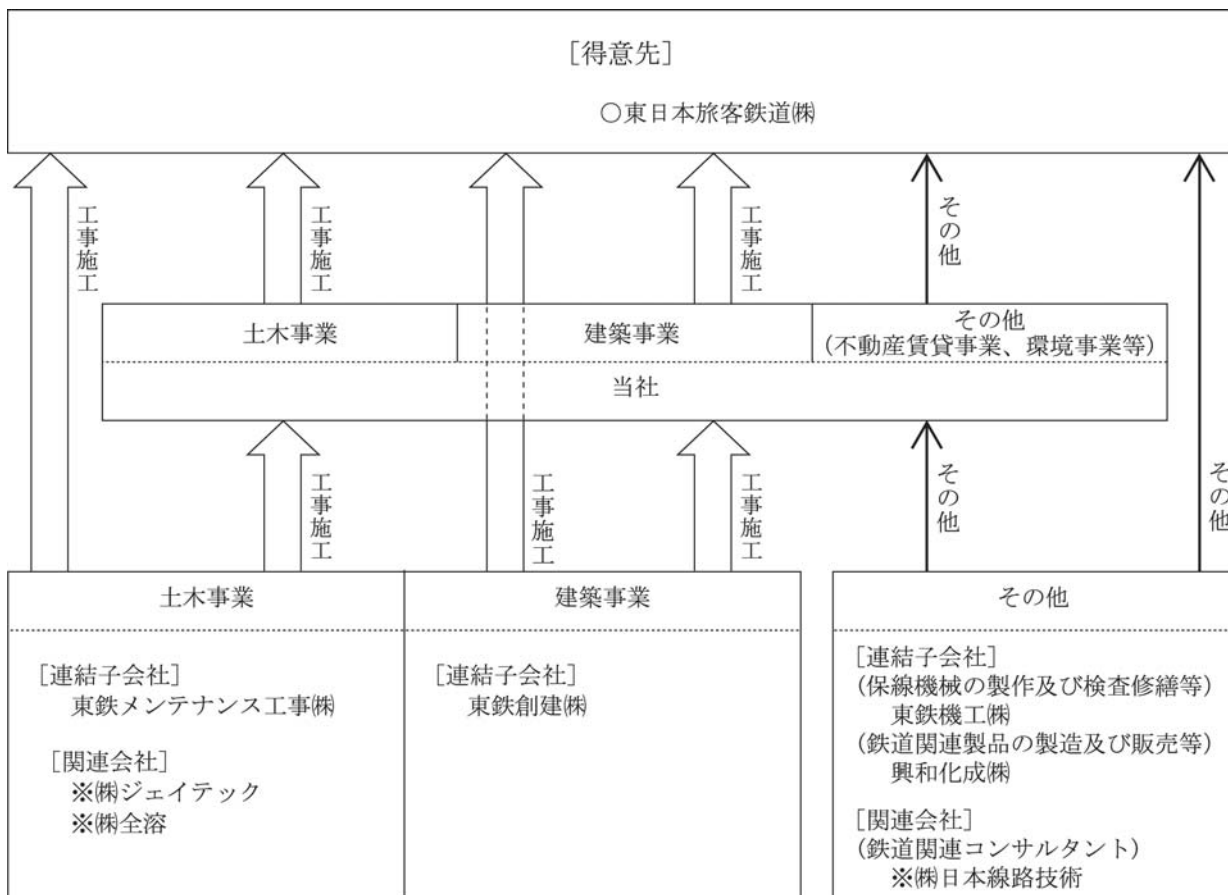 ［得意先］
○東日本旅客鉄道㈱
工事施工
工事施工
工事施工
工事施工
その他
その他
土木事業
建築事業
その他
(不動産賃貸事業、環境事業等)
当社
工事施工
工事施工
工事施工
その他
土木事業
［連結子会社］
東鉄メンテナンス工事㈱
［関連会社］
※㈱ジェイテック
※㈱全溶
建築事業
［連結子会社］
東鉄創建㈱
その他
［連結子会社］
(保線機械の製作及び検査修繕等)
東鉄機工㈱
(鉄道関連製品の製造及び販売等)
興和化成㈱
［関連会社］
(鉄道関連コンサルタント)
※㈱日本線路技術